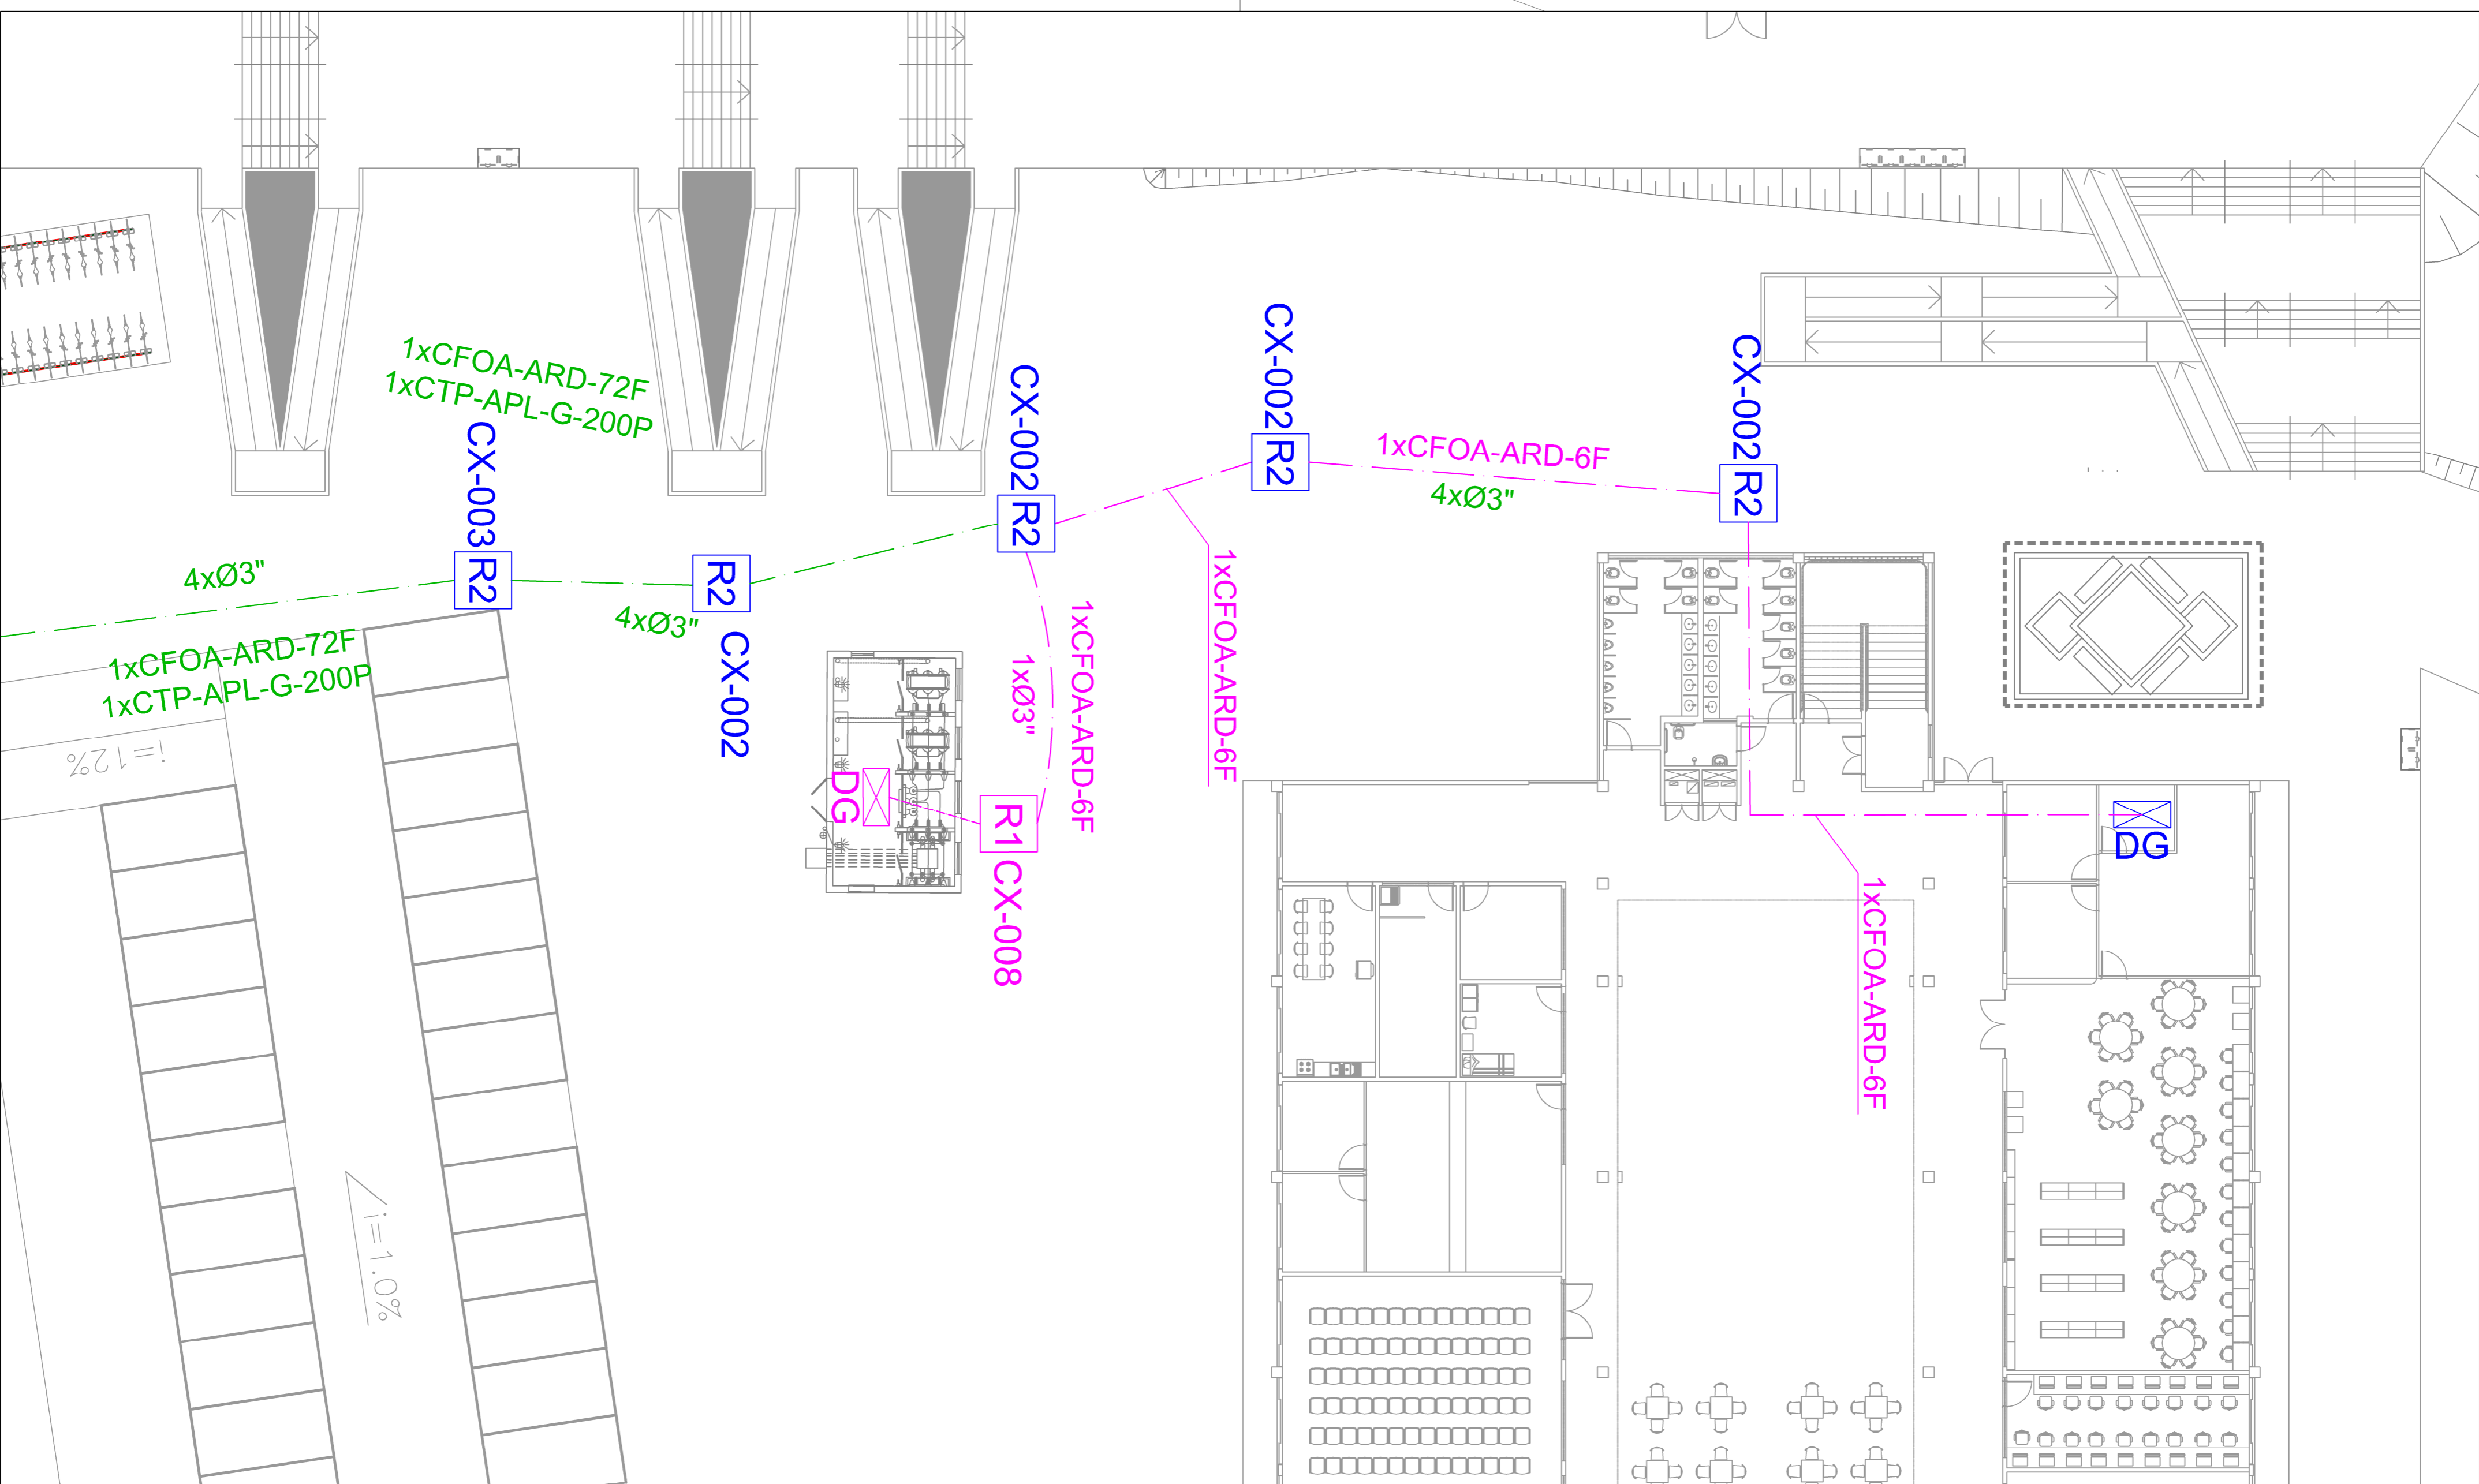 1xCFOA-ARD-72F
1xCTP-APL-G-200P
CX-003
R2
4xØ3"
1xCFOA-ARD-72F
1xCTP-APL-G-200P
R2
4xØ3"
CX-002
CX-002
R2
CX-002
R2
1xCFOA-ARD-6F
4xØ3"
CX-002
R2
1xCFOA-ARD-6F
1xCFOA-ARD-6F
1xØ3"
DG
R1
CX-008
DG
1xCFOA-ARD-6F
i=12%
i=1.0%